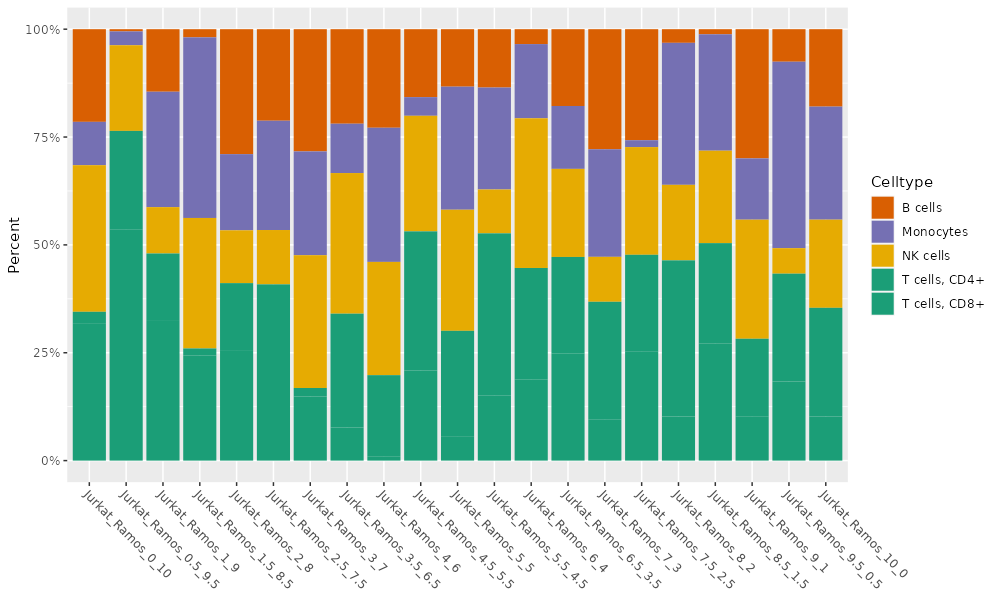 100%
75%
50%
25%
0%
Percent
Jurkat_Ramos_0_10
Jurkat_Ramos_0.5_9.5
Jurkat_Ramos_1_9
Jurkat_Ramos_1.5_8.5
Jurkat_Ramos_2_8
Jurkat_Ramos_2.5_7.5
Jurkat_Ramos_3_7
Jurkat_Ramos_3.5_6.5
Jurkat_Ramos_4_6
Jurkat_Ramos_4.5_5.5
Jurkat_Ramos_5_5
Jurkat_Ramos_5.5_4.5
Jurkat_Ramos_6_4
Jurkat_Ramos_6.5_3.5
Jurkat_Ramos_7_3
Jurkat_Ramos_7.5_2.5
Jurkat_Ramos_8_2
Jurkat_Ramos_8.5_1.5
Jurkat_Ramos_9_1
Jurkat_Ramos_9.5_0.5
Jurkat_Ramos_10_0
Celltype
B cells
Monocytes
NK cells
T cells, CD4+
T cells, CD8+